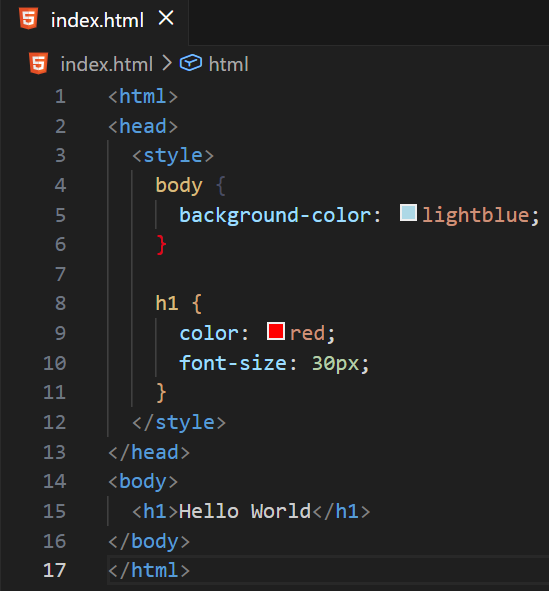 index.html
index.html > html
1 <html>
2 <head>
3   <style>
4     body {
5       background-color: lightblue;
6     }
7
8     h1 {
9       color: red;
10       font-size: 30px;
11     }
12   </style>
13 </head>
14 <body>
15   <h1>Hello World</h1>
16 </body>
17 </html>